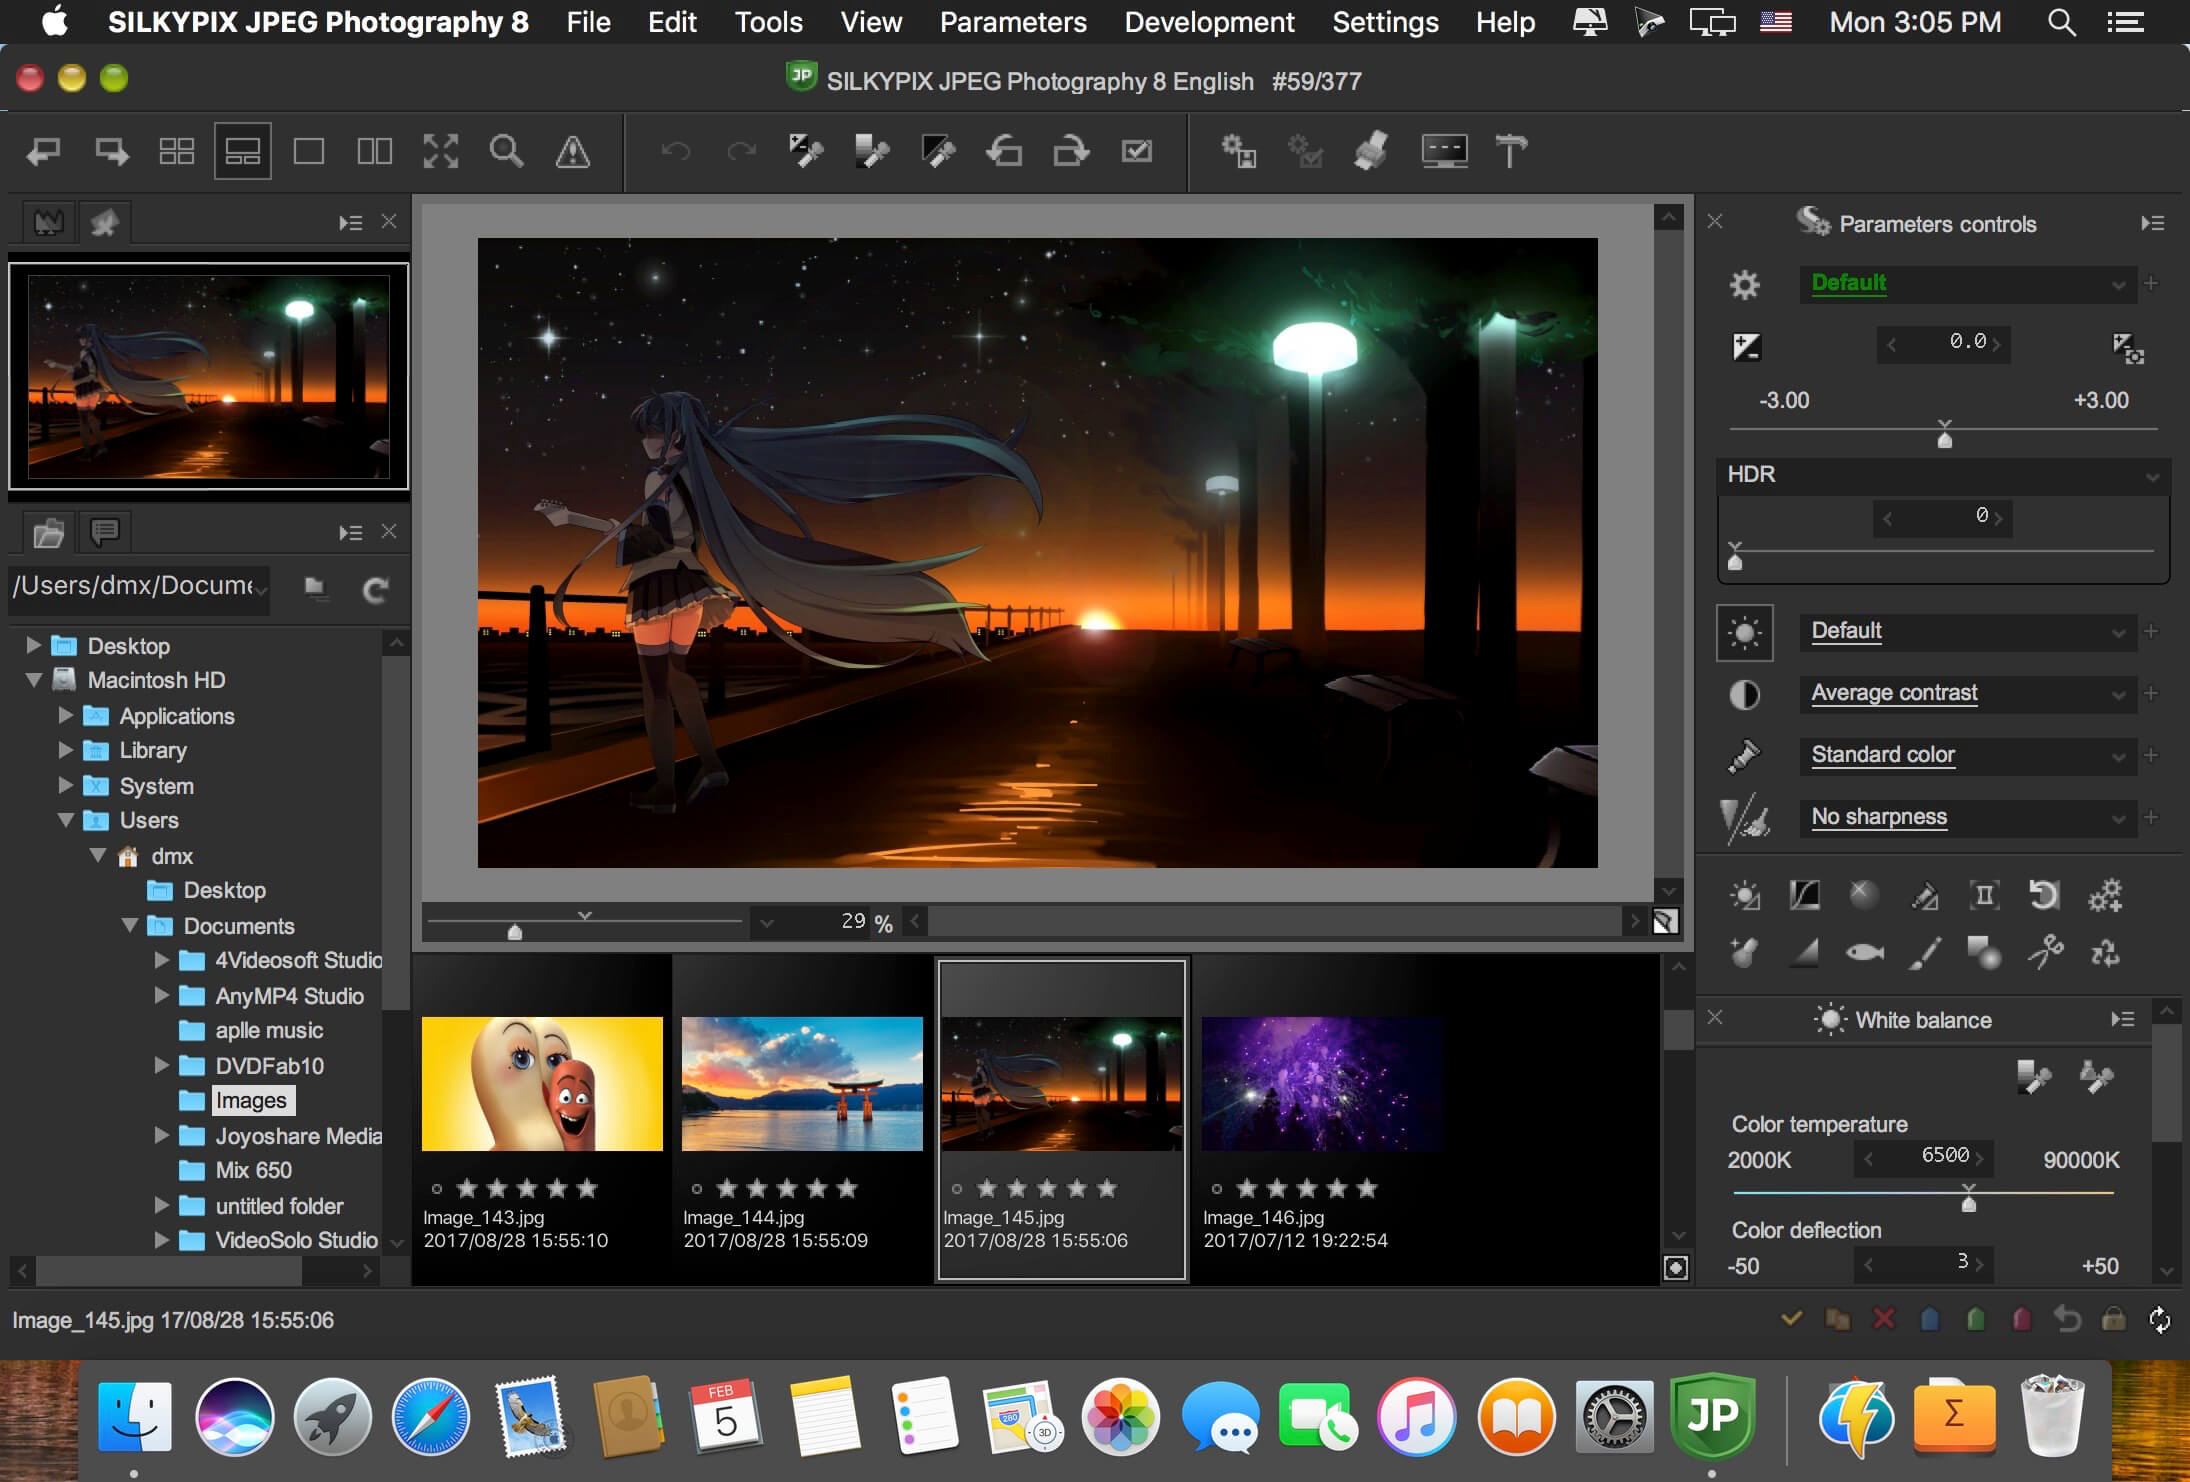 SILKYPIX JPEG Photography 8 File Edit Tools View Parameters Development Settings Help Mon 3:05 PM
JP SILKYPIX JPEG Photography 8 English #59/377
Parameters controls
Default
0.0
-3.00 +3.00
HDR
0
/Users/dmx/Docume
Desktop
Macintosh HD
Applications
Library
System
Users
dmx
Desktop
Documents
4Videosoft Studio
AnyMP4 Studio
aplle music
DVDFab10
Images
Joyoshare Media
Mix 650
untitled folder
VideoSolo Studio
Default
Average contrast
Standard color
No sharpness
29 %
Image_143.jpg
2017/08/28 15:55:10
Image_144.jpg
2017/08/28 15:55:09
Image_145.jpg
2017/08/28 15:55:06
Image_146.jpg
2017/07/12 19:22:54
White balance
Color temperature
2000K 6500 90000K
Color deflection
-50 3 +50
Image_145.jpg 17/08/28 15:55:06
FEB
5
280
3D
JP
Σ